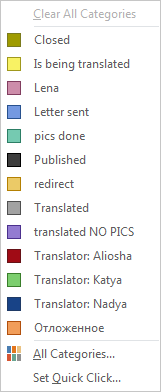 Clear All Categories
Closed
Is being translated
Lena
Letter sent
pics done
Published
redirect
Translated
translated NO PICS
Translator: Aliosha
Translator: Katya
Translator: Nadya
Отложенное
All Categories...
Set Quick Click...